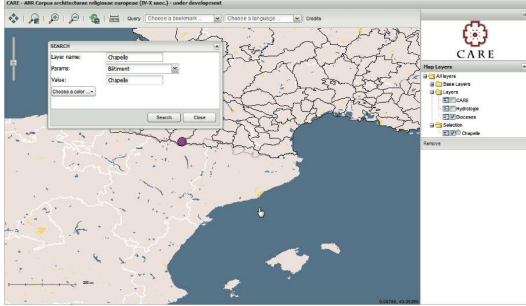 CARE - ANR Corpus architecturae religiosae europeae (IV-X saec.) - under development
Query Choose a bookmark ... Choose a language ... Credits
SEARCH
Layer name: Chapelle
Params: Bâtiment
Value: Chapelle
Choose a color ...
Search Close
CARE
Map Layers
All layers
Base Layers
Layers
CARE
Hydrologie
Dioceses
Selection
Chapelle
Remove